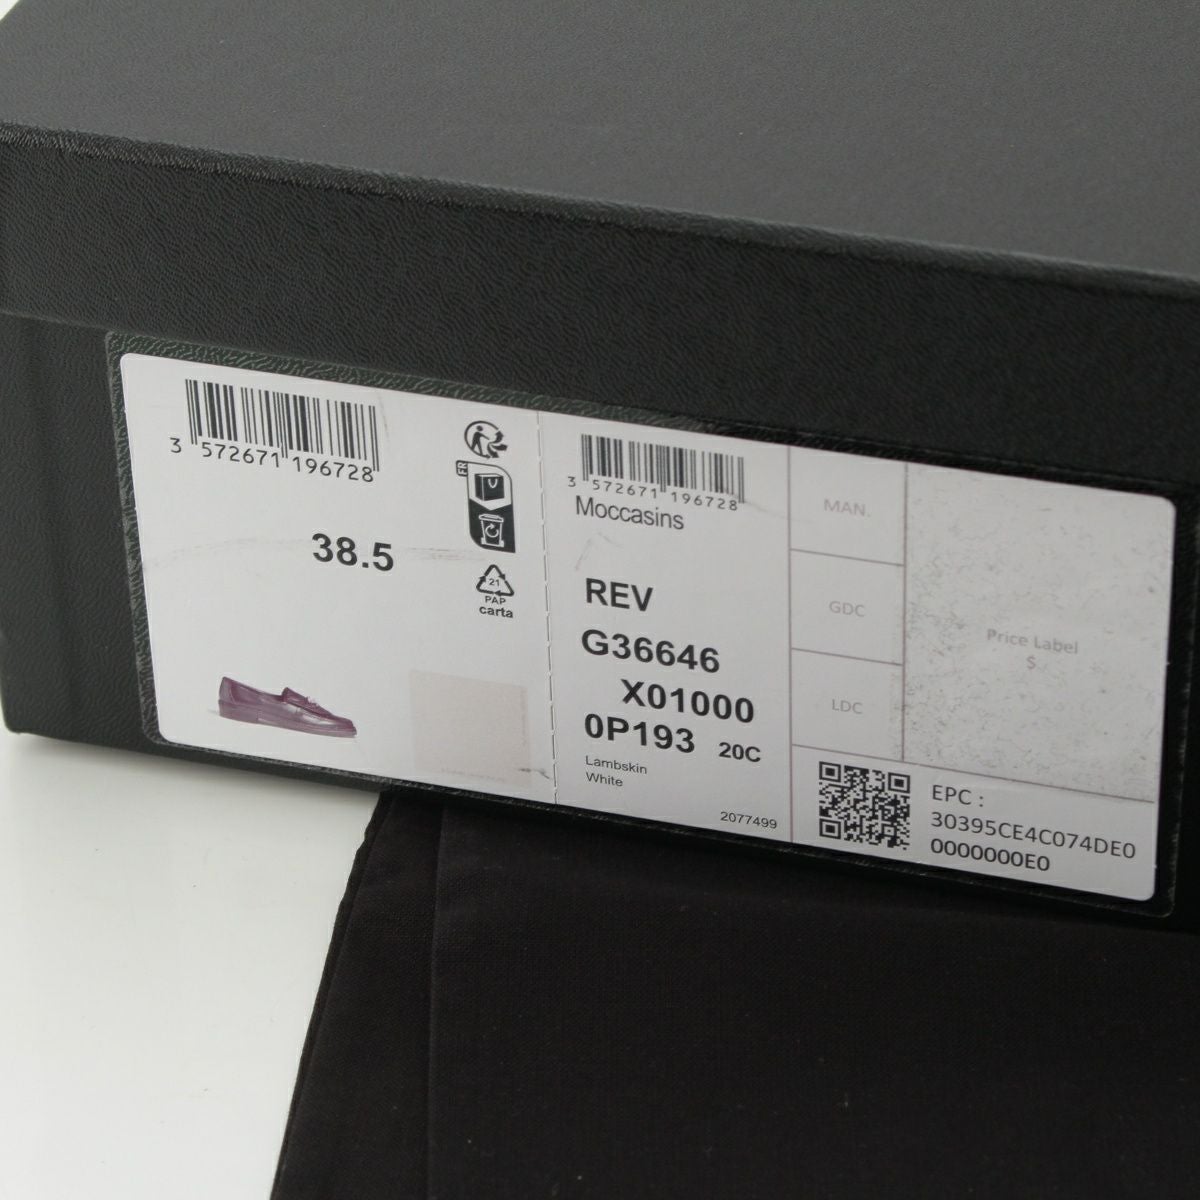 3 572671 196728
FR
38.5
21
PAP
carta
3 572671 196728
Moccasins
REV
G36646
X01000
0P193 20C
Lambskin
White
2077499
MAN.
GDC
LDC
Price Label
$
EPC :
30395CE4C074DE0
0000000E0